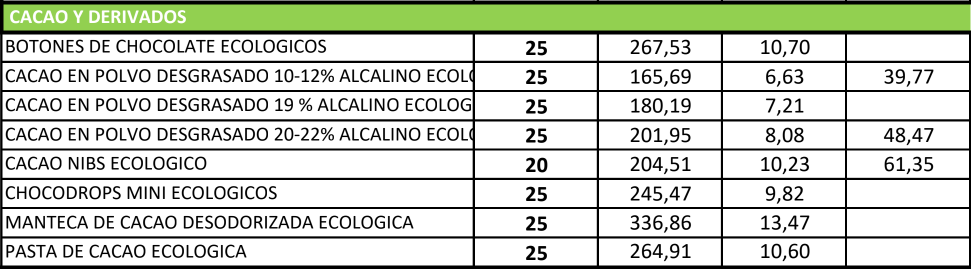 CACAO Y DERIVADOS
BOTONES DE CHOCOLATE ECOLOGICOS 25 267,53 10,70
CACAO EN POLVO DESGRASADO 10-12% ALCALINO ECOL 25 165,69 6,63 39,77
CACAO EN POLVO DESGRASADO 19 % ALCALINO ECOLOG 25 180,19 7,21
CACAO EN POLVO DESGRASADO 20-22% ALCALINO ECOL 25 201,95 8,08 48,47
CACAO NIBS ECOLOGICO 20 204,51 10,23 61,35
CHOCODROPS MINI ECOLOGICOS 25 245,47 9,82
MANTECA DE CACAO DESODORIZADA ECOLOGICA 25 336,86 13,47
PASTA DE CACAO ECOLOGICA 25 264,91 10,60